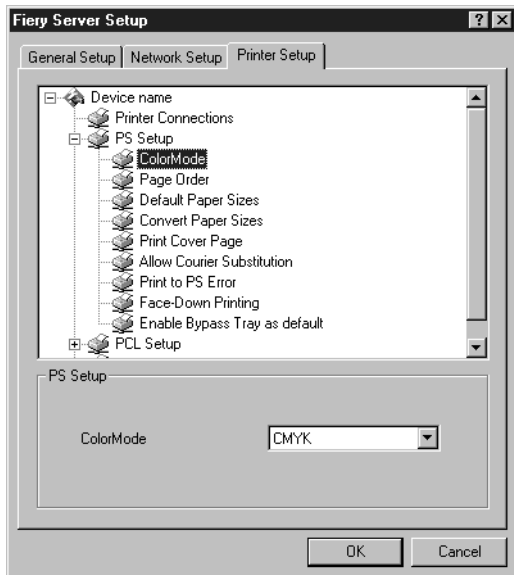 Fiery Server Setup
General Setup Network Setup Printer Setup
Device name
Printer Connections
PS Setup
ColorMode
Page Order
Default Paper Sizes
Convert Paper Sizes
Print Cover Page
Allow Courier Substitution
Print to PS Error
Face-Down Printing
Enable Bypass Tray as default
PCL Setup
PS Setup
ColorMode CMYK
OK Cancel